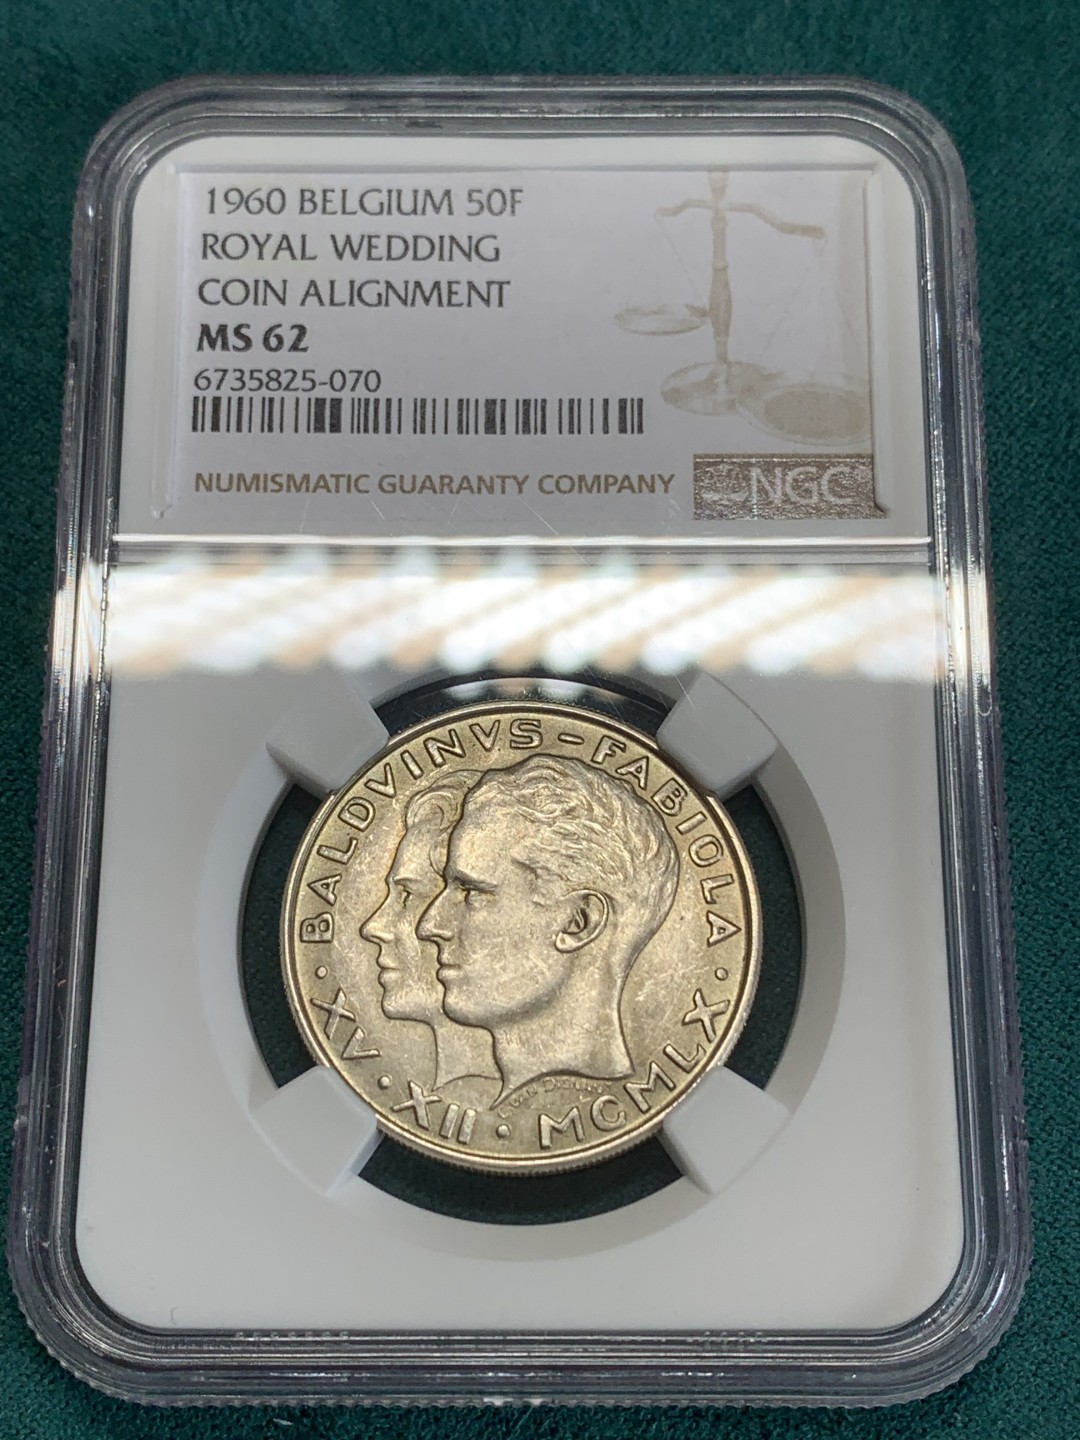 1960 BELGIUM 50F
ROYAL WEDDING
COIN ALIGNMENT
MS 62
6735825-070
NUMISMATIC GUARANTY COMPANY
NGC
BALDVINVS - FABIOLA
XV · XII · MCMLX